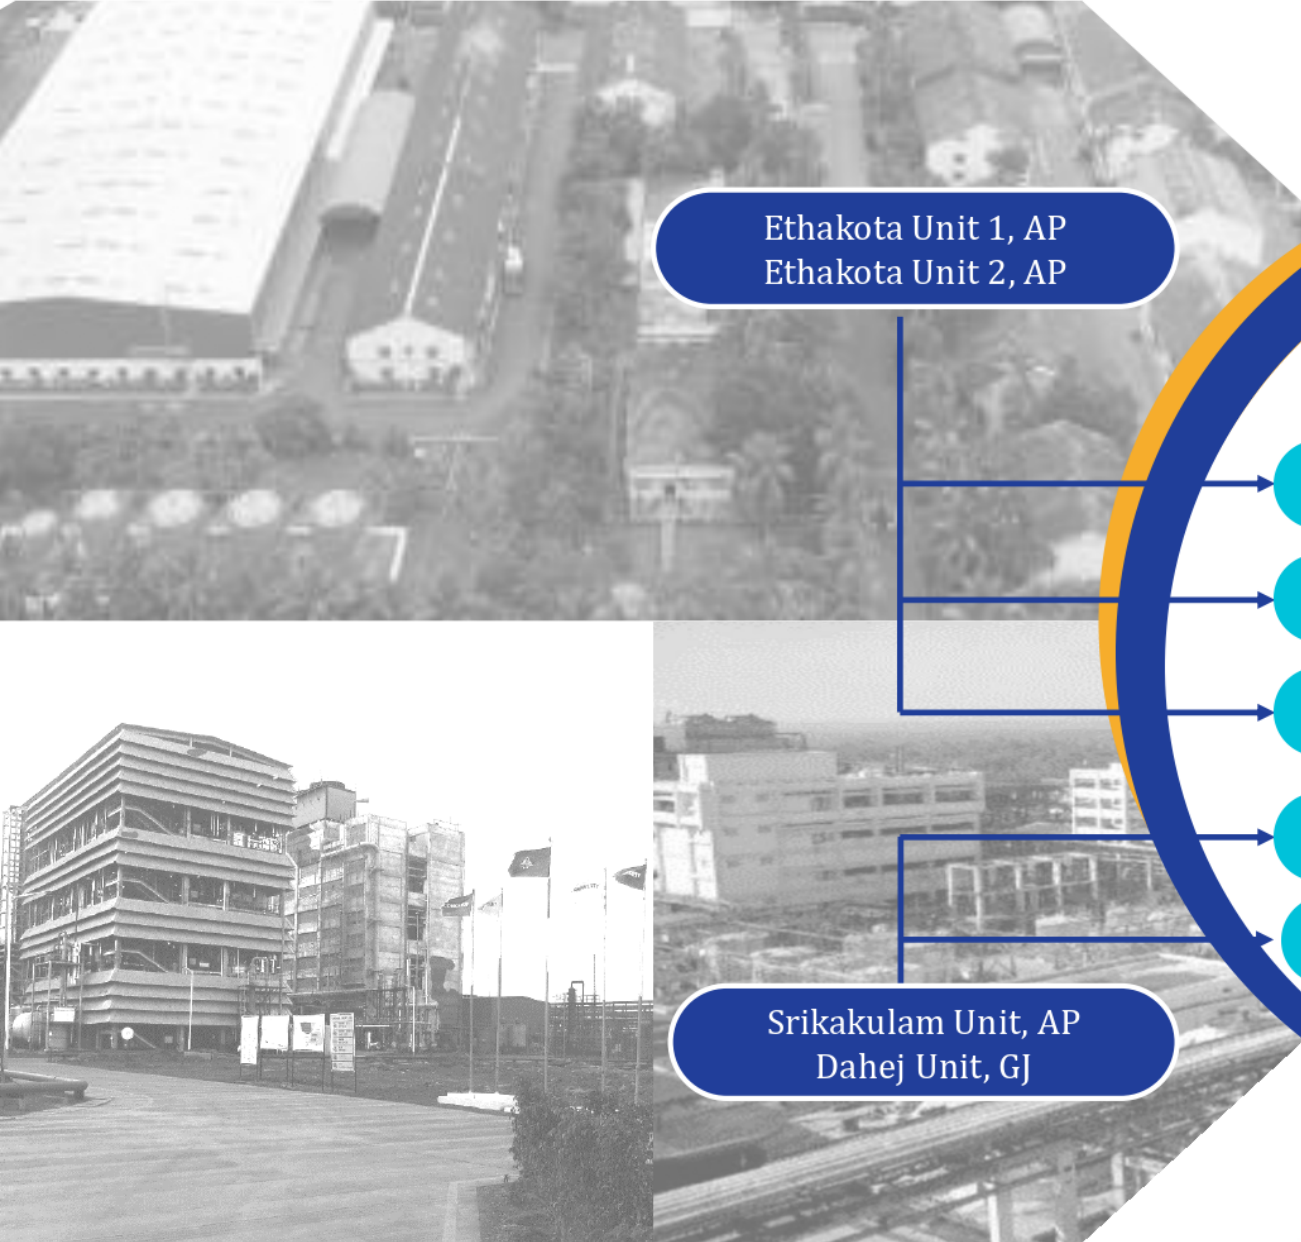 Ethakota Unit 1, AP
Ethakota Unit 2, AP
Srikakulam Unit, AP
Dahej Unit, GJ